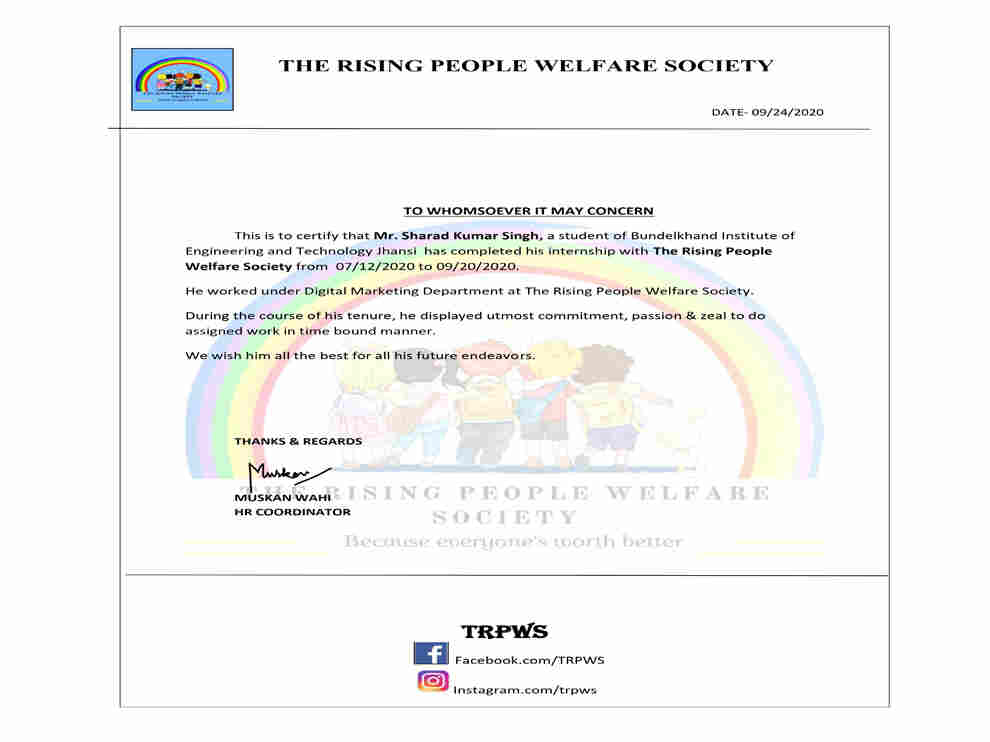 THE RISING PEOPLE WELFARE SOCIETY
DATE- 09/24/2020
TO WHOMSOEVER IT MAY CONCERN
This is to certify that Mr. Sharad Kumar Singh, a student of Bundelkhand Institute of
Engineering and Technology Jhansi has completed his internship with The Rising People
Welfare Society from 07/12/2020 to 09/20/2020.
He worked under Digital Marketing Department at The Rising People Welfare Society.
During the course of his tenure, he displayed utmost commitment, passion & zeal to do
assigned work in time bound manner.
We wish him all the best for all his future endeavors.
THANKS & REGARDS
Muskan
MUSKAN WAHI
HR COORDINATOR
THE RISING PEOPLE WELFARE
SOCIETY
Because everyone's worth better
TRPWS
Facebook.com/TRPWS
Instagram.com/trpws